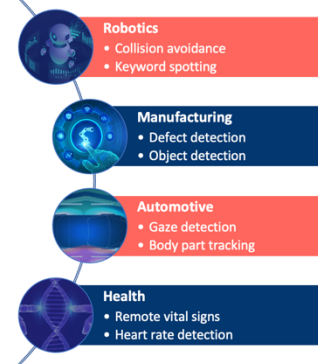 Robotics
• Collision avoidance
• Keyword spotting
Manufacturing
• Defect detection
• Object detection
Automotive
• Gaze detection
• Body part tracking
Health
• Remote vital signs
• Heart rate detection